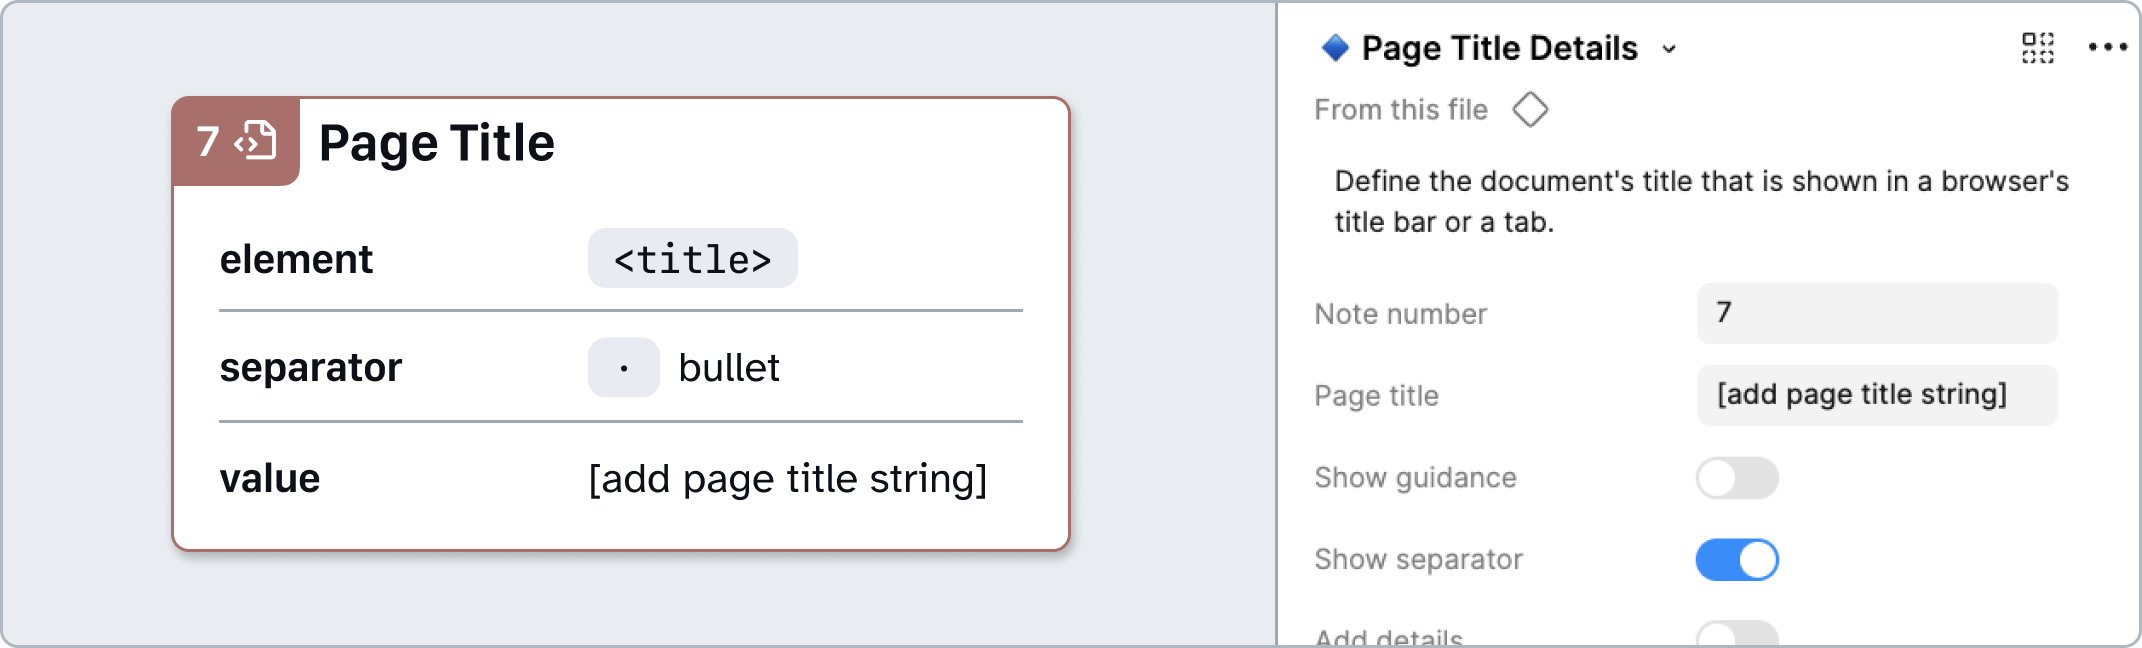 7 Page Title
element <title>
separator · bullet
value [add page title string]
Page Title Details
From this file
Define the document's title that is shown in a browser's
title bar or a tab.
Note number 7
Page title [add page title string]
Show guidance
Show separator
Add details